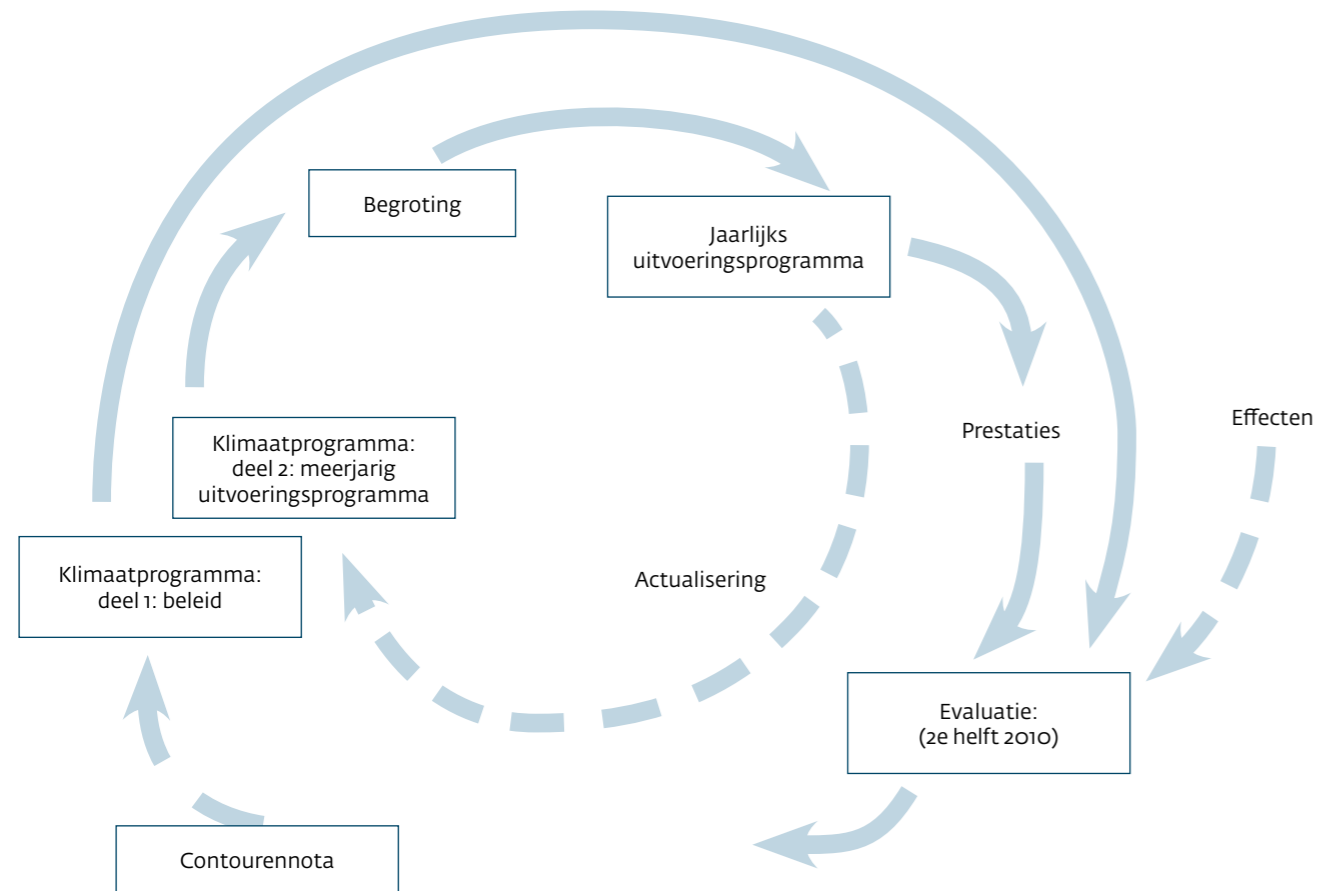 Begroting
Jaarlijks
uitvoeringsprogramma
Klimaatprogramma:
deel 2: meerjarig
uitvoeringsprogramma
Prestaties
Effecten
Klimaatprogramma:
deel 1: beleid
Actualisering
Evaluatie:
(2e helft 2010)
Contourennota